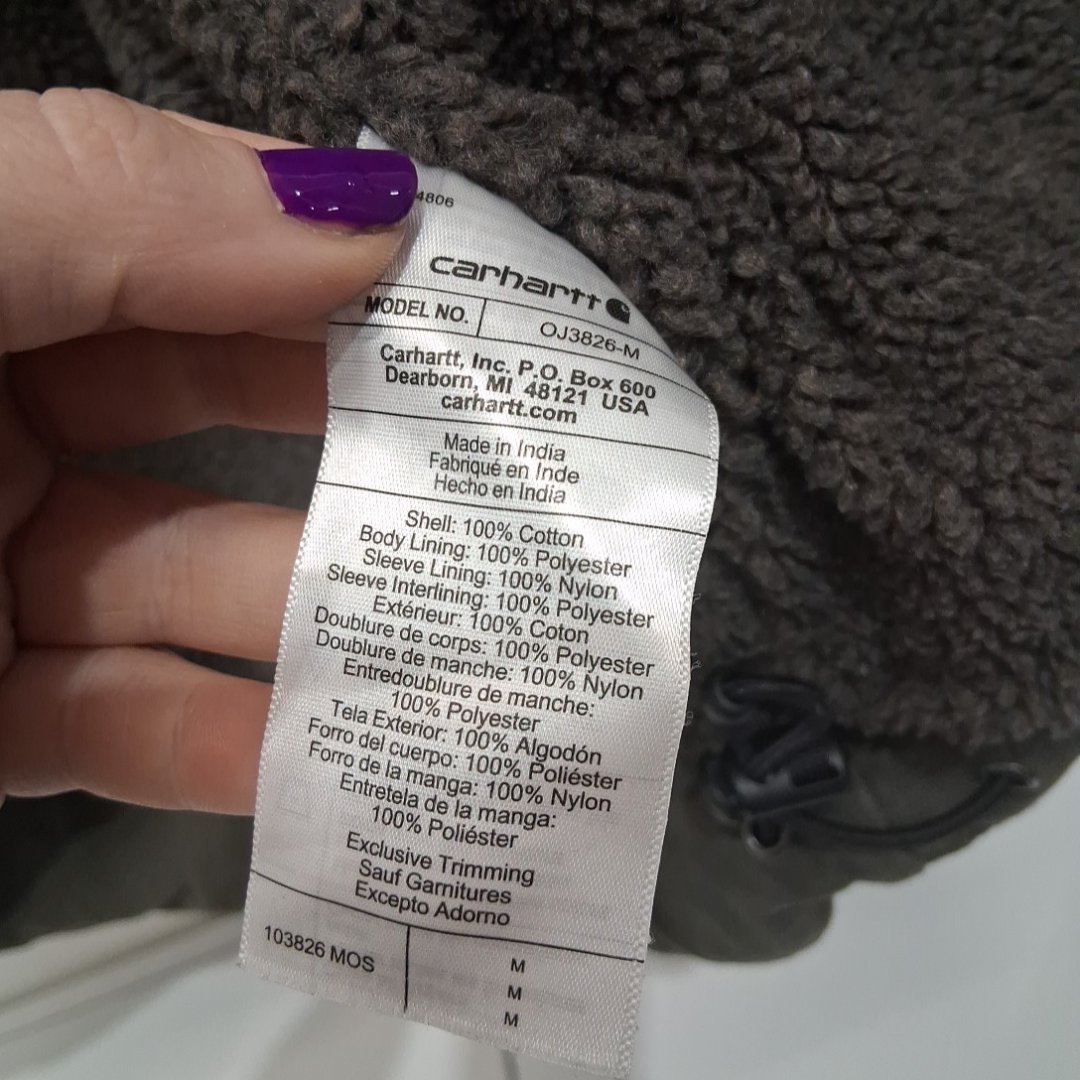 4806
carhartt
MODEL NO. OJ3826-M
Carhartt, Inc. P.O. Box 600
Dearborn, MI 48121 USA
carhartt.com
Made in India
Fabriqué en Inde
Hecho en India
Shell: 100% Cotton
Body Lining: 100% Polyester
Sleeve Lining: 100% Nylon
Sleeve Interlining: 100% Polyester
Extérieur: 100% Coton
Doublure de corps: 100% Polyester
Doublure de manche: 100% Nylon
Entredoublure de manche:
100% Polyester
Tela Exterior: 100% Algodón
Forro del cuerpo: 100% Poliéster
Forro de la manga: 100% Nylon
Entretela de la manga:
100% Poliéster
Exclusive Trimming
Sauf Garnitures
Excepto Adorno
103826 MOS
M
M
M